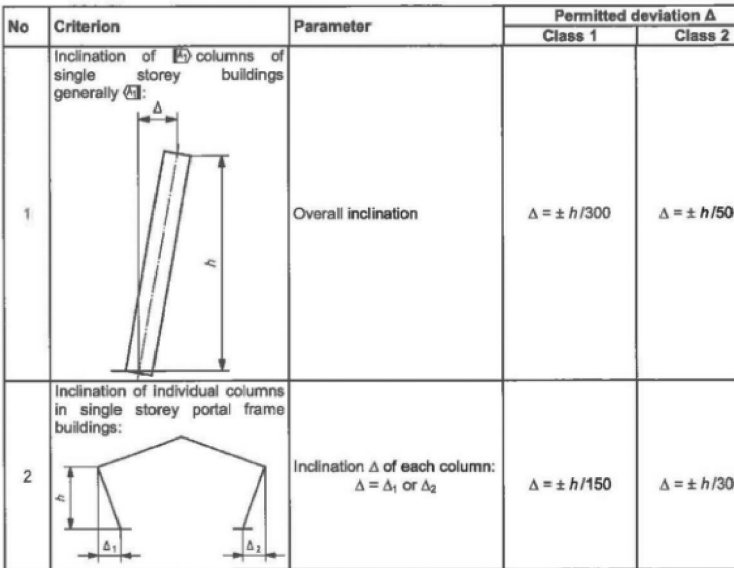 No Criterion Parameter Permitted deviation Δ
Class 1 Class 2
Inclination of A1 columns of
single storey buildings
generally A1:
Δ
h
1 Overall inclination Δ = ± h/300 Δ = ± h/50
Inclination of individual columns
in single storey portal frame
buildings:
h
Δ1 Δ2
2 Inclination Δ of each column:
Δ = Δ1 or Δ2
Δ = ± h/150 Δ = ± h/30